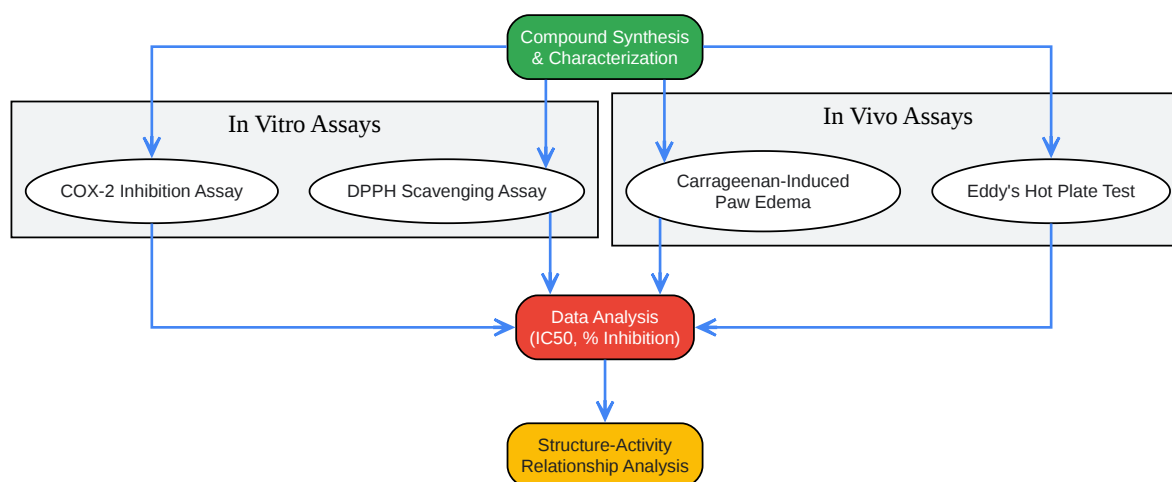 Compound Synthesis
& Characterization
In Vitro Assays
In Vivo Assays
COX-2 Inhibition Assay
DPPH Scavenging Assay
Carrageenan-Induced
Paw Edema
Eddy's Hot Plate Test
Data Analysis
(IC50, % Inhibition)
Structure-Activity
Relationship Analysis